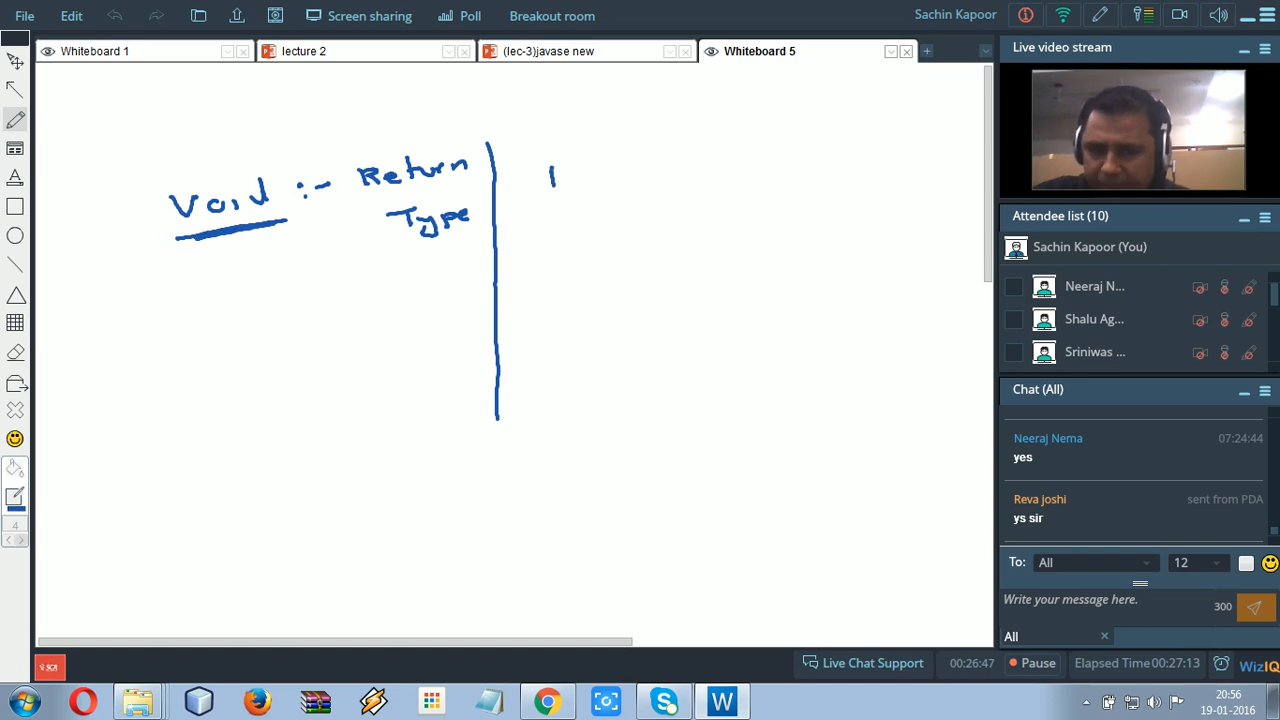 File Edit Screen sharing Poll Breakout room Sachin Kapoor
Whiteboard 1 lecture 2 (lec-3)javase new Whiteboard 5
Live video stream
Void :- Return
Type
Attendee list (10)
Sachin Kapoor (You)
Neeraj N...
Shalu Ag...
Sriniwas ...
Chat (All)
Neeraj Nema 07:24:44
yes
Reva joshi sent from PDA
ys sir
To: All 12
Write your message here. 300
All
4
Live Chat Support 00:26:47 Pause Elapsed Time 00:27:13 WizIQ
20:56
19-01-2016